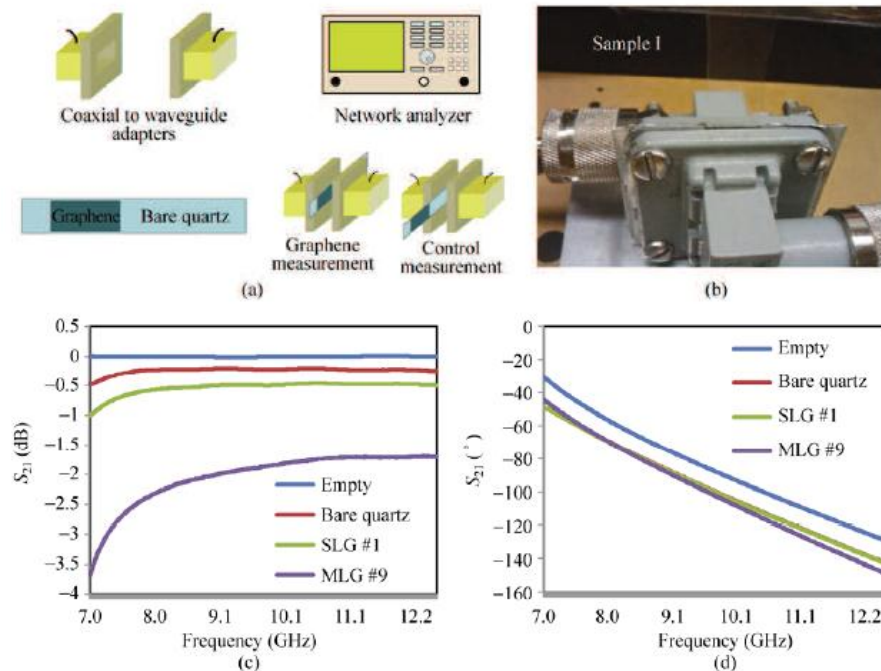 Coaxial to waveguide
adapters
Network analyzer
Graphene
Bare quartz
Graphene
measurement
Control
measurement
(a)
Sample I
(b)
0.5
0
−0.5
−1
−1.5
−2
−2.5
−3
−3.5
−4
S21 (dB)
Empty
Bare quartz
SLG #1
MLG #9
7.0 8.0 9.1 10.1 11.1 12.2
Frequency (GHz)
(c)
0
−20
−40
−60
−80
−100
−120
−140
−160
S21 (°)
Empty
Bare quartz
SLG #1
MLG #9
7.0 8.0 9.1 10.1 11.1 12.2
Frequency (GHz)
(d)